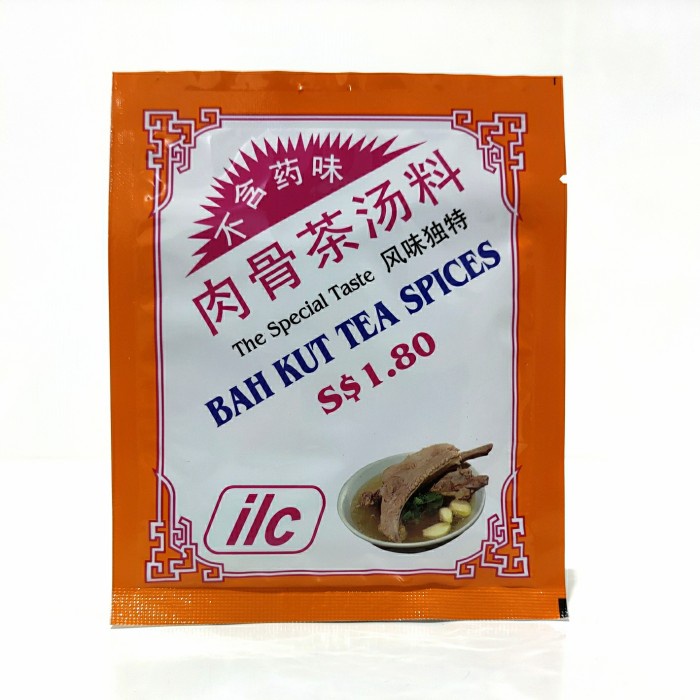 不含药味
肉骨茶汤料
The Special Taste 风味独特
BAH KUT TEA SPICES
S$1.80
ilc